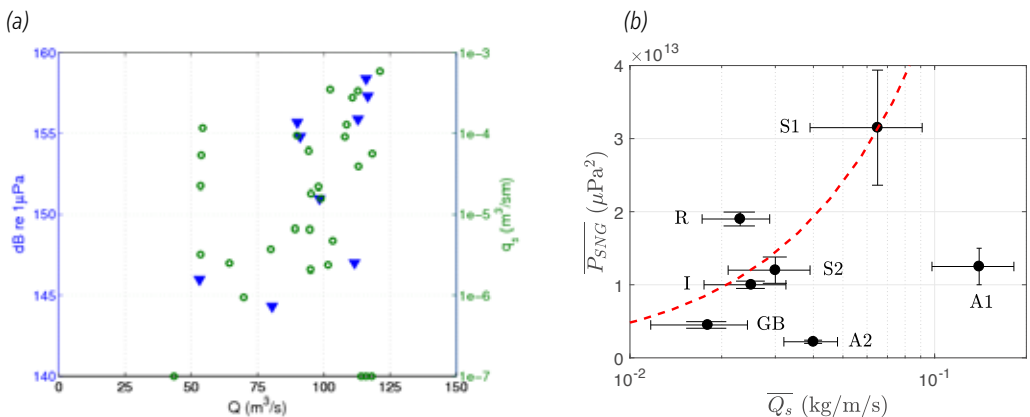 (a)
160
155
150
145
140
dB re 1µPa
0 25 50 75 100 125 150
Q (m³/s)
1e-3
1e-4
1e-5
1e-6
1e-7
qₛ (m³/sm)
(b)
×10¹³
4
3
2
1
0
P_SNG (µPa²)
S1
R
S2
I
A1
GB
A2
10⁻² 10⁻¹
Qₛ (kg/m/s)